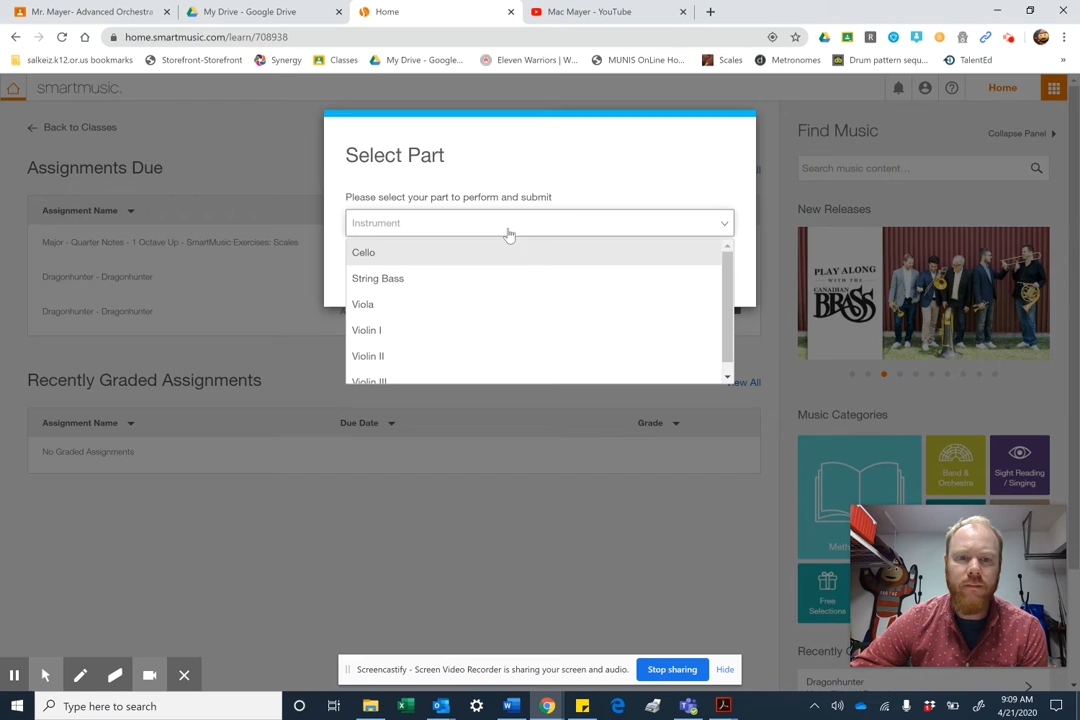 Mr. Mayer- Advanced Orchestra
My Drive - Google Drive
Home
Mac Mayer - YouTube
home.smartmusic.com/learn/708938
salkeiz.k12.or.us bookmarks
Storefront-Storefront
Synergy
Classes
My Drive - Google...
Eleven Warriors | W...
MUNIS OnLine Ho...
Scales
Metronomes
Drum pattern sequ...
TalentEd
smartmusic.
Home
Back to Classes
Assignments Due
Assignment Name
Major - Quarter Notes - 1 Octave Up - SmartMusic Exercises: Scales
Dragonhunter - Dragonhunter
Dragonhunter - Dragonhunter
Select Part
Please select your part to perform and submit
Instrument
Cello
String Bass
Viola
Violin I
Violin II
Violin III
Recently Graded Assignments
View All
Assignment Name
Due Date
Grade
No Graded Assignments
Find Music
Collapse Panel
Search music content...
New Releases
PLAY ALONG
WITH THE
CANADIAN
BRASS
Music Categories
Band &
Orchestra
Sight Reading
/ Singing
Meth
Free
Selections
Recently O
Dragonhunter
Screencastify - Screen Video Recorder is sharing your screen and audio.
Stop sharing
Hide
Type here to search
9:09 AM
4/21/2020